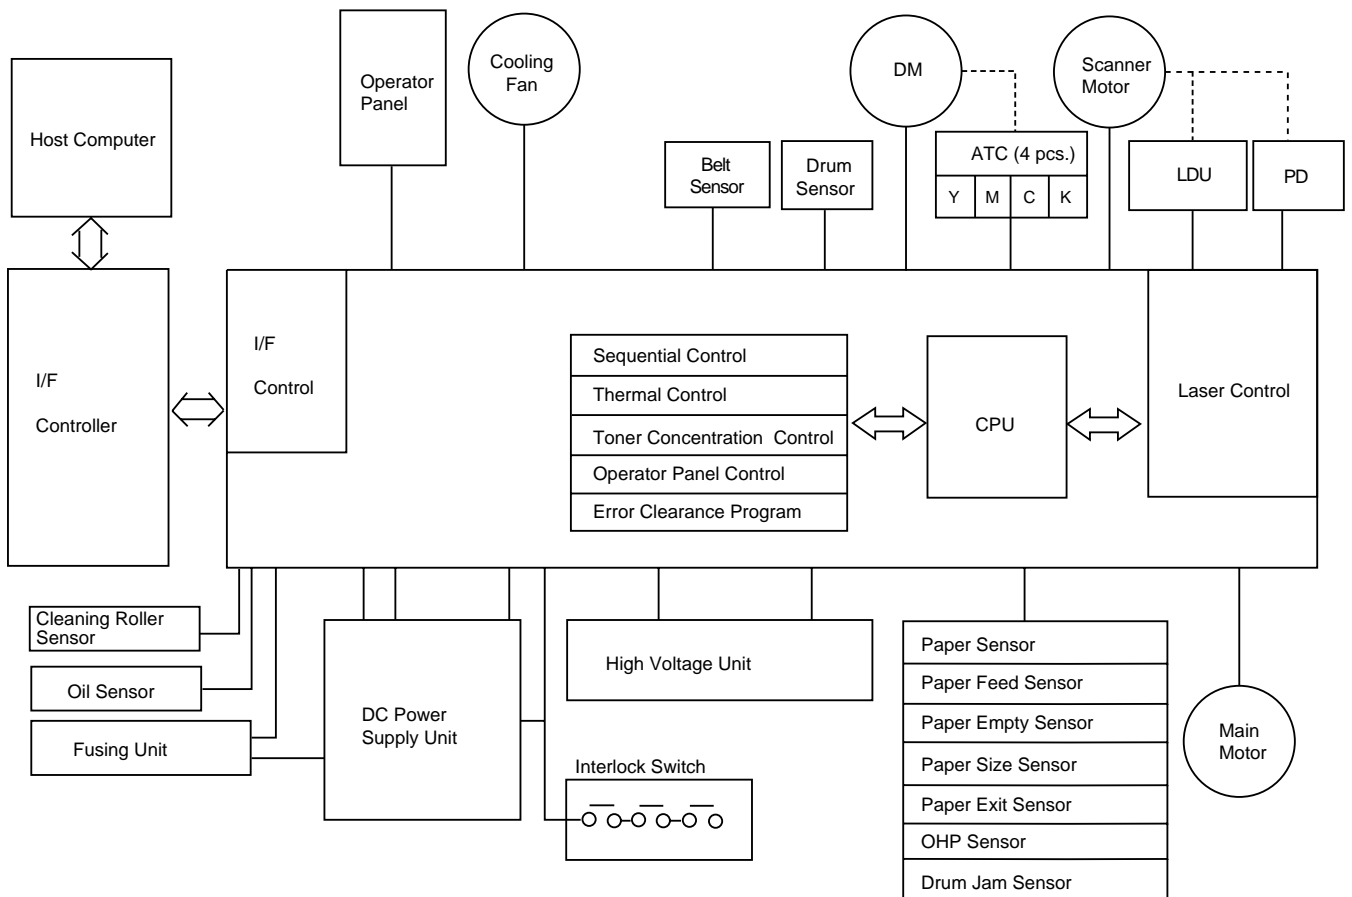 Host Computer
Operator
Panel
Cooling
Fan
Belt
Sensor
Drum
Sensor
DM
ATC (4 pcs.)
Y M C K
Scanner
Motor
LDU
PD
I/F
Controller
I/F
Control
Sequential Control
Thermal Control
Toner Concentration Control
Operator Panel Control
Error Clearance Program
CPU
Laser Control
Cleaning Roller
Sensor
Oil Sensor
Fusing Unit
DC Power
Supply Unit
High Voltage Unit
Interlock Switch
Paper Sensor
Paper Feed Sensor
Paper Empty Sensor
Paper Size Sensor
Paper Exit Sensor
OHP Sensor
Drum Jam Sensor
Main
Motor